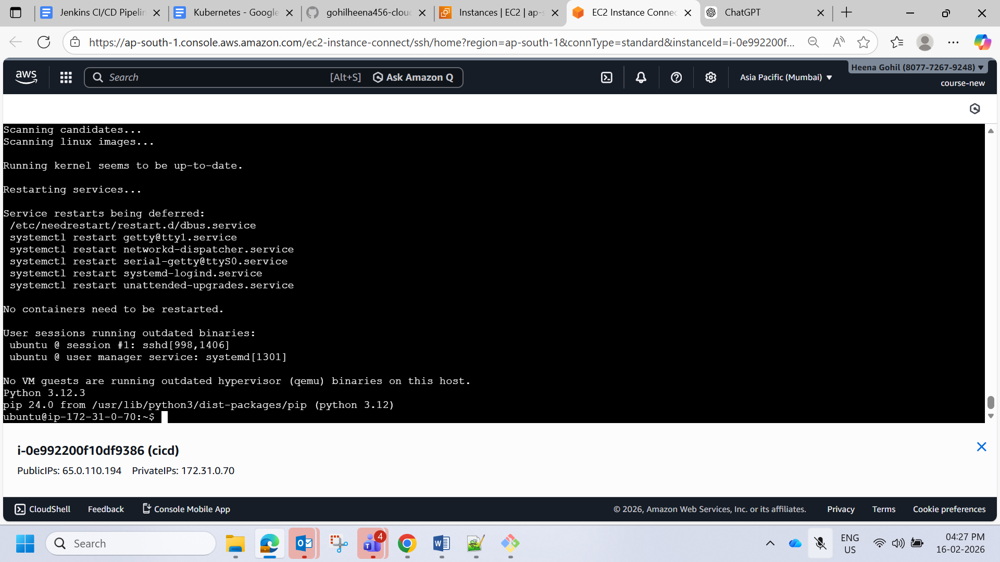 Jenkins CI/CD Pipelin
Kubernetes - Google
gohilheena456-clou
Instances | EC2 | ap-s
EC2 Instance Connec
ChatGPT
https://ap-south-1.console.aws.amazon.com/ec2-instance-connect/ssh/home?region=ap-south-1&connType=standard&instanceId=i-0e992200f...
aws
Search
[Alt+S]
Ask Amazon Q
Asia Pacific (Mumbai)
Heena Gohil (8077-7267-9248)
course-new
Scanning candidates...
Scanning linux images...
Running kernel seems to be up-to-date.
Restarting services...
Service restarts being deferred:
/etc/needrestart/restart.d/dbus.service
systemctl restart getty@tty1.service
systemctl restart networkd-dispatcher.service
systemctl restart serial-getty@ttyS0.service
systemctl restart systemd-logind.service
systemctl restart unattended-upgrades.service
No containers need to be restarted.
User sessions running outdated binaries:
ubuntu @ session #1: sshd[998,1406]
ubuntu @ user manager service: systemd[1301]
No VM guests are running outdated hypervisor (qemu) binaries on this host.
Python 3.12.3
pip 24.0 from /usr/lib/python3/dist-packages/pip (python 3.12)
ubuntu@ip-172-31-0-70:~$
i-0e992200f10df9386 (cicd)
PublicIPs: 65.0.110.194 PrivateIPs: 172.31.0.70
CloudShell
Feedback
Console Mobile App
© 2026, Amazon Web Services, Inc. or its affiliates.
Privacy
Terms
Cookie preferences
Search
4
ENG
US
04:27 PM
16-02-2026